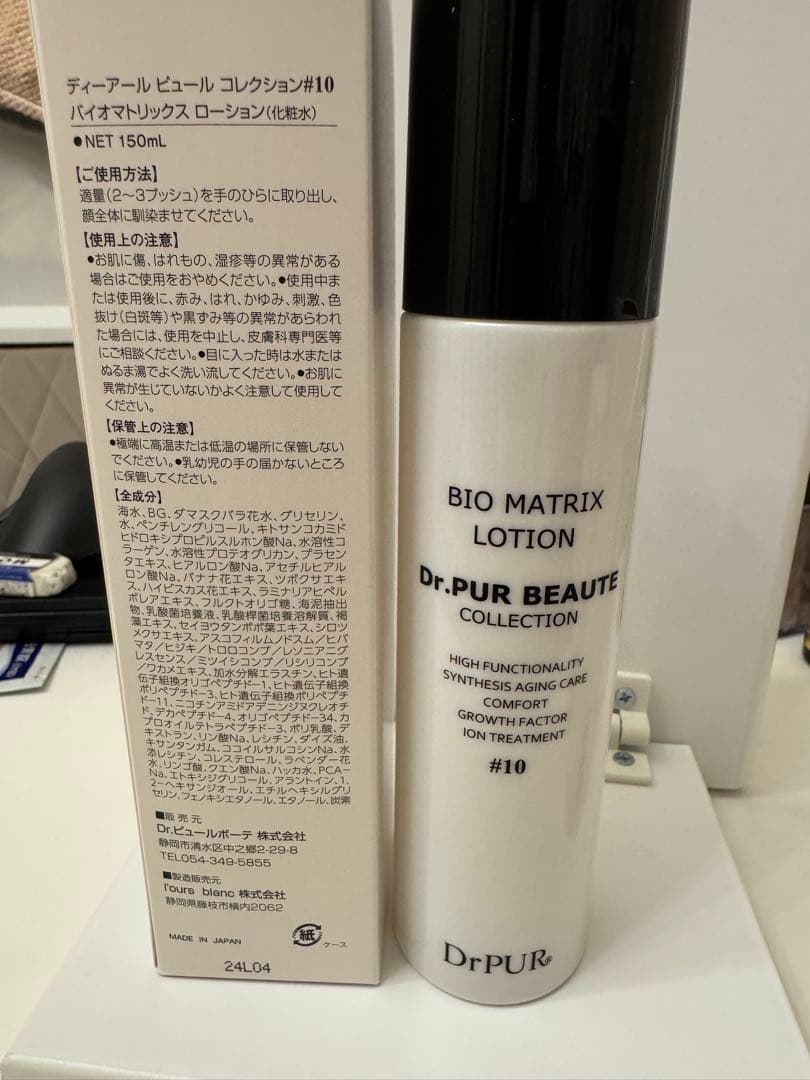 ディーアール ピュール コレクション#10
バイオマトリックス ローション(化粧水)
●NET 150mL
【ご使用方法】
適量(2〜3プッシュ)を手のひらに取り出し、
顔全体に馴染ませてください。
【使用上の注意】
●お肌に傷、はれもの、湿疹等の異常がある
場合はご使用をおやめください。●使用中ま
たは使用後に、赤み、はれ、かゆみ、刺激、色
抜け(白斑等)や黒ずみ等の異常があらわれ
た場合には、使用を中止し、皮膚科専門医等
にご相談ください。●目に入った時は水または
ぬるま湯でよく洗い流してください。●お肌に
異常が生じていないかよく注意して使用して
ください。
【保管上の注意】
●極端に高温または低温の場所に保管しない
でください。●乳幼児の手の届かないところ
に保管してください。
【全成分】
海水、BG、ダマスクバラ花水、グリセリン、
水、ペンチレングリコール、キトサンコカミド
ヒドロキシプロピルスルホン酸Na、水溶性コ
ラーゲン、水溶性プロテオグリカン、プラセン
タエキス、ヒアルロン酸Na、アセチルヒアル
ロン酸Na、バナナ花エキス、ツボクサエキ
ス、ハイビスカス花エキス、ラミナリアヒペル
ボレアエキス、フルクトオリゴ糖、海泥抽出
物、乳酸菌培養液、乳酸桿菌培養溶解質、褐
藻エキス、セイヨウタンポポ葉エキス、シロツ
メクサエキス、アスコフィルムノドスム/ヒバ
マタ/ヒジキ/トロロコンブ/レソニアニグ
レスセンス/ミツイシコンブ/リシリコンブ
/ワカメエキス、加水分解エラスチン、ヒト遺
伝子組換オリゴペプチド-1、ヒト遺伝子組換
ポリペプチド-3、ヒト遺伝子組換ポリペプチ
ド-11、ニコチンアミドアデニンジヌクレオチ
ド、デカペプチド-4、オリゴペプチド-34、カ
プロオイルテトラペプチド-3、ポリ乳酸、デ
キストラン、リン酸Na、レシチン、ダイズ油、
キサンタンガム、ココイルサルコシンNa、水
添レシチン、コレステロール、ラベンダー花
水、リンゴ酸、クエン酸Na、ハッカ水、PCA-
Na、エトキシジグリコール、アラントイン、1,
2-ヘキサンジオール、エチルヘキシルグリ
セリン、フェノキシエタノール、エタノール、炭素
■販売元
Dr.ピュールボーテ 株式会社
静岡市清水区中之郷2-29-8
TEL054-349-5855
■製造販売元
l'ours blanc 株式会社
静岡県藤枝市横内2062
MADE IN JAPAN
紙
ケース
24L04
BIO MATRIX
LOTION
Dr.PUR BEAUTE
COLLECTION
HIGH FUNCTIONALITY
SYNTHESIS AGING CARE
COMFORT
GROWTH FACTOR
ION TREATMENT
#10
DrPUR®